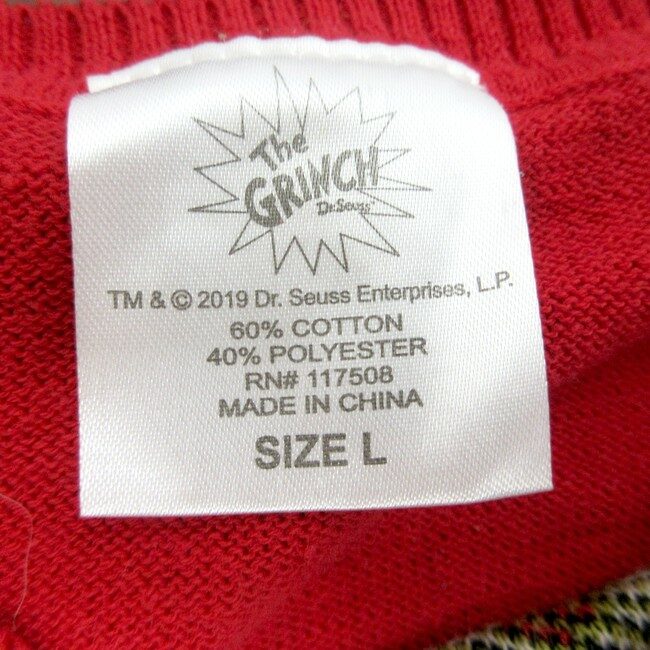 The
GRINCH
Dr. Seuss
TM & © 2019 Dr. Seuss Enterprises, L.P.
60% COTTON
40% POLYESTER
RN# 117508
MADE IN CHINA
SIZE L